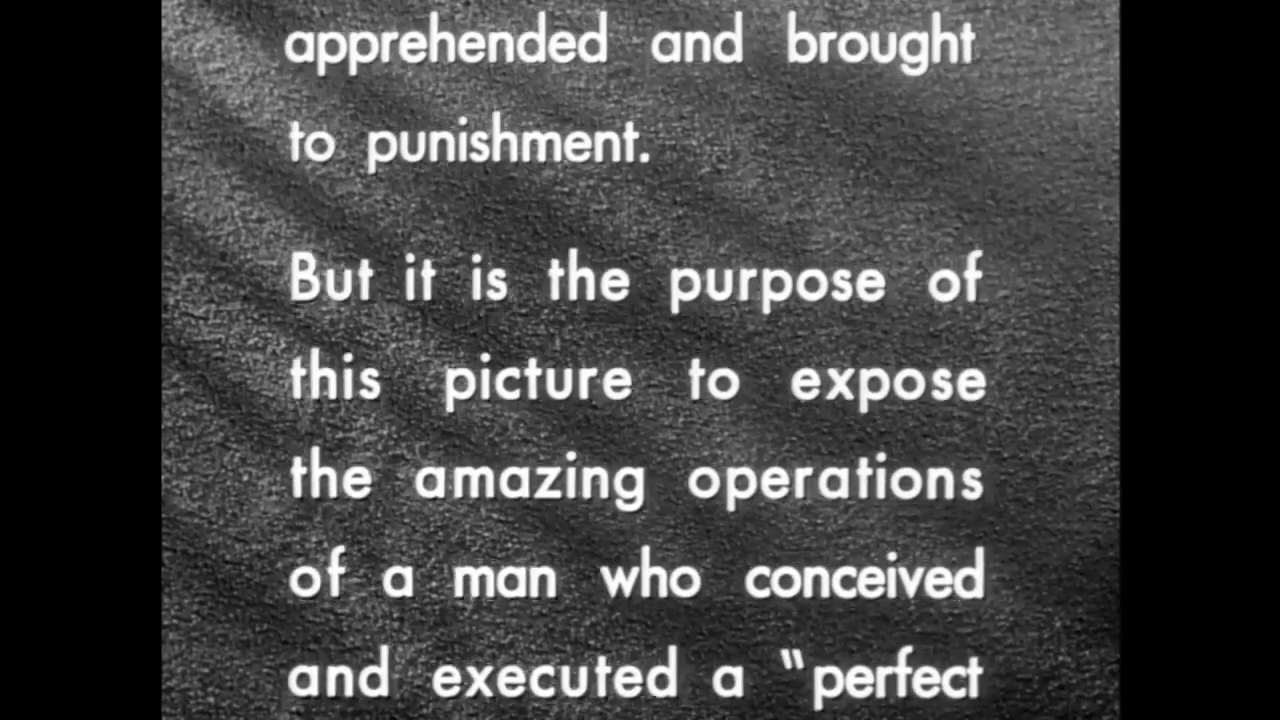 apprehended and brought
to punishment.
But it is the purpose of
this picture to expose
the amazing operations
of a man who conceived
and executed a "perfect